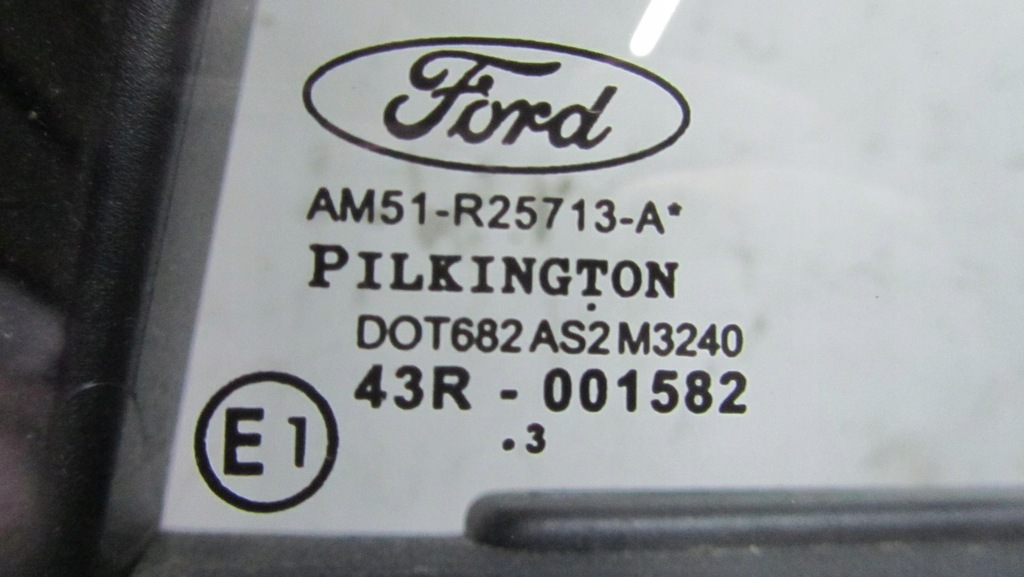 Ford
AM51-R25713-A*
PILKINGTON
DOT682 AS2 M3240
43R - 001582
E1
.3